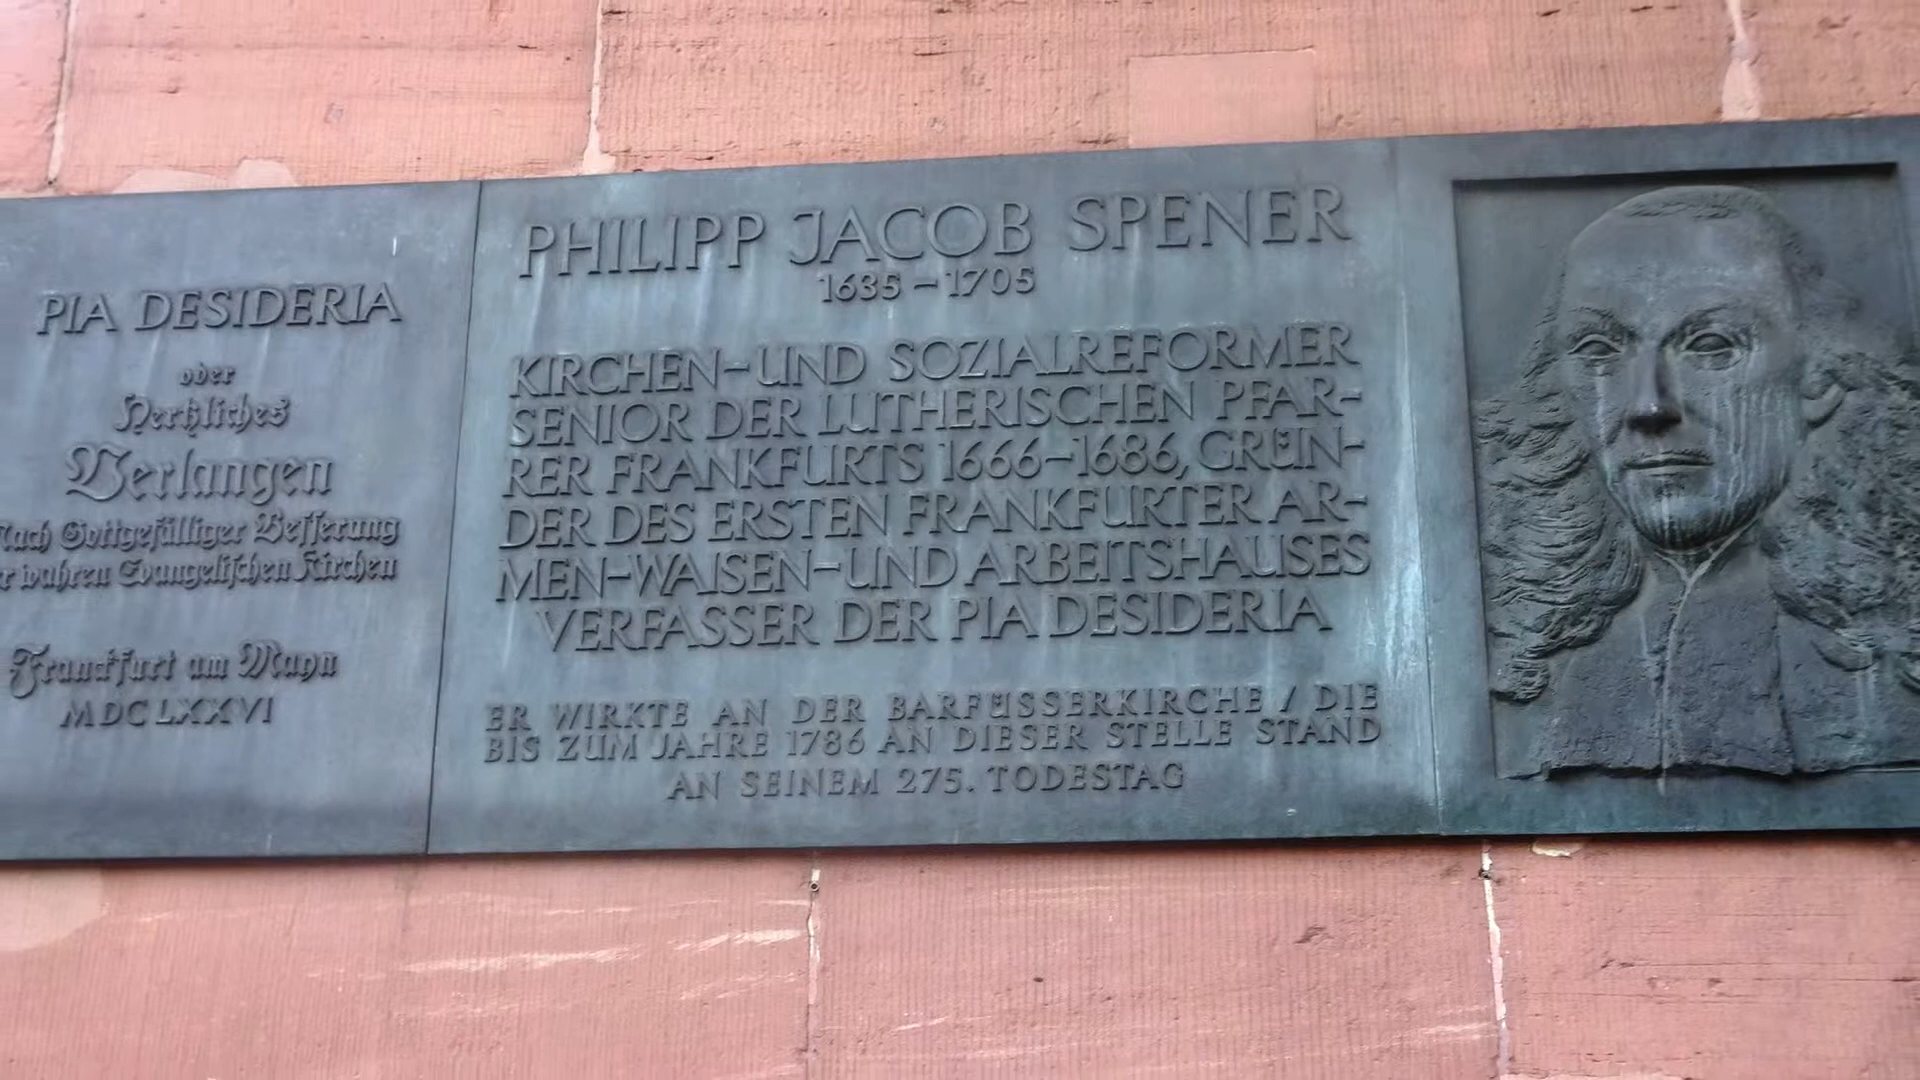 PIA DESIDERIA
oder
Hertzliches
Verlangen
Nach Gottgefälliger Besserung
er wahren Evangelischen Kirchen
Franckfurt am Mayn
MDCLXXVI
PHILIPP JACOB SPENER
1635-1705
KIRCHEN-UND SOZIALREFORMER
SENIOR DER LUTHERISCHEN PFAR-
RER FRANKFURTS 1666-1686, GRÜN-
DER DES ERSTEN FRANKFURTER AR-
MEN-WAISEN-UND ARBEITSHAUSES
VERFASSER DER PIA DESIDERIA
ER WIRKTE AN DER BARFÜSSERKIRCHE / DIE
BIS ZUM JAHRE 1786 AN DIESER STELLE STAND
AN SEINEM 275. TODESTAG